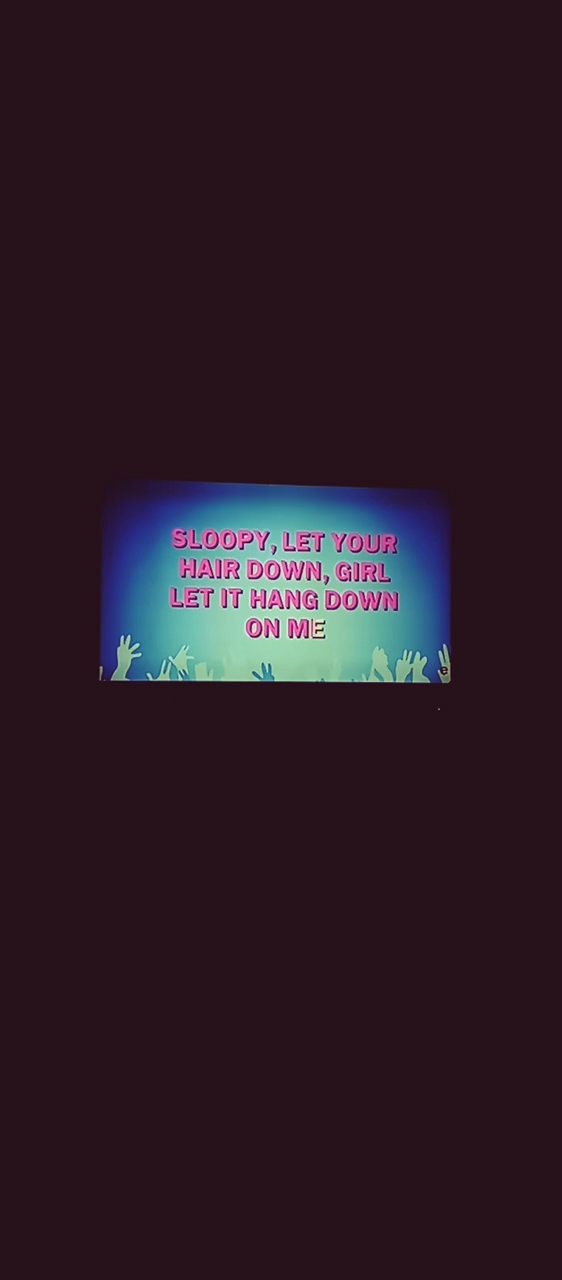 SLOOPY, LET YOUR
HAIR DOWN, GIRL
LET IT HANG DOWN
ON ME
e